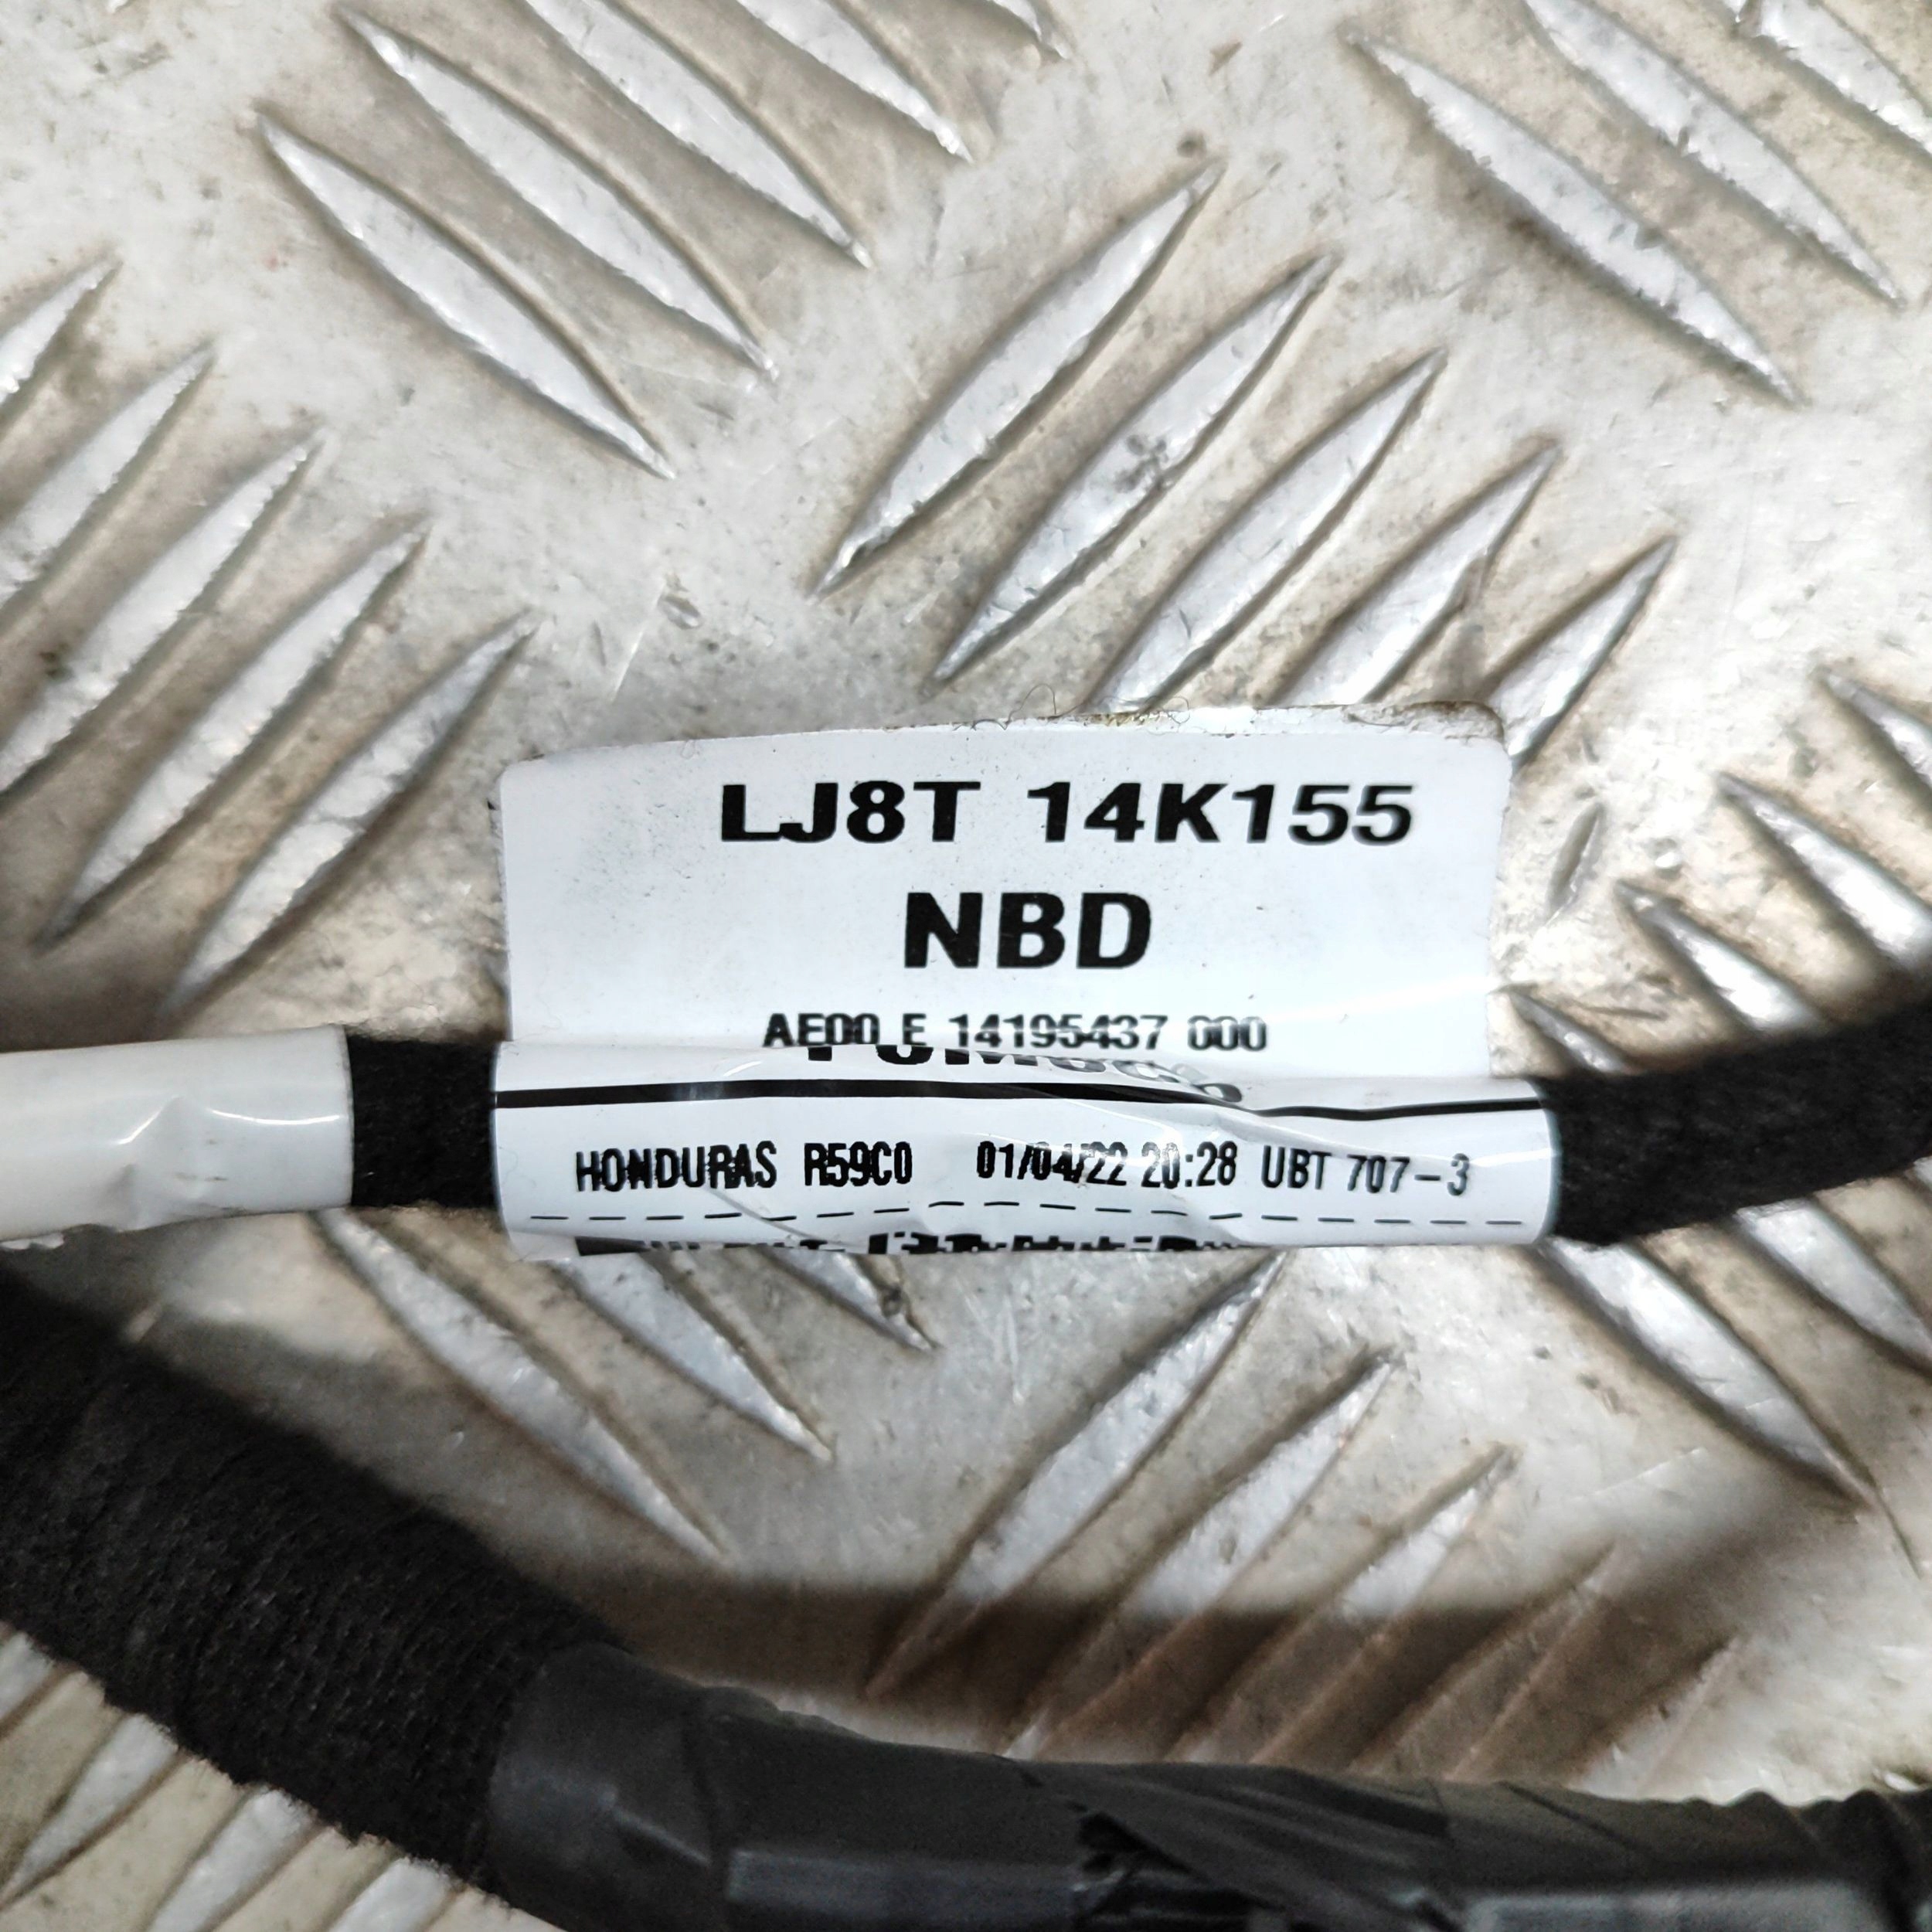 LJ8T 14K155
NBD
AE00 E 14195437 000
HONDURAS R59C0 01/04/22 20:28 UBT 707-3